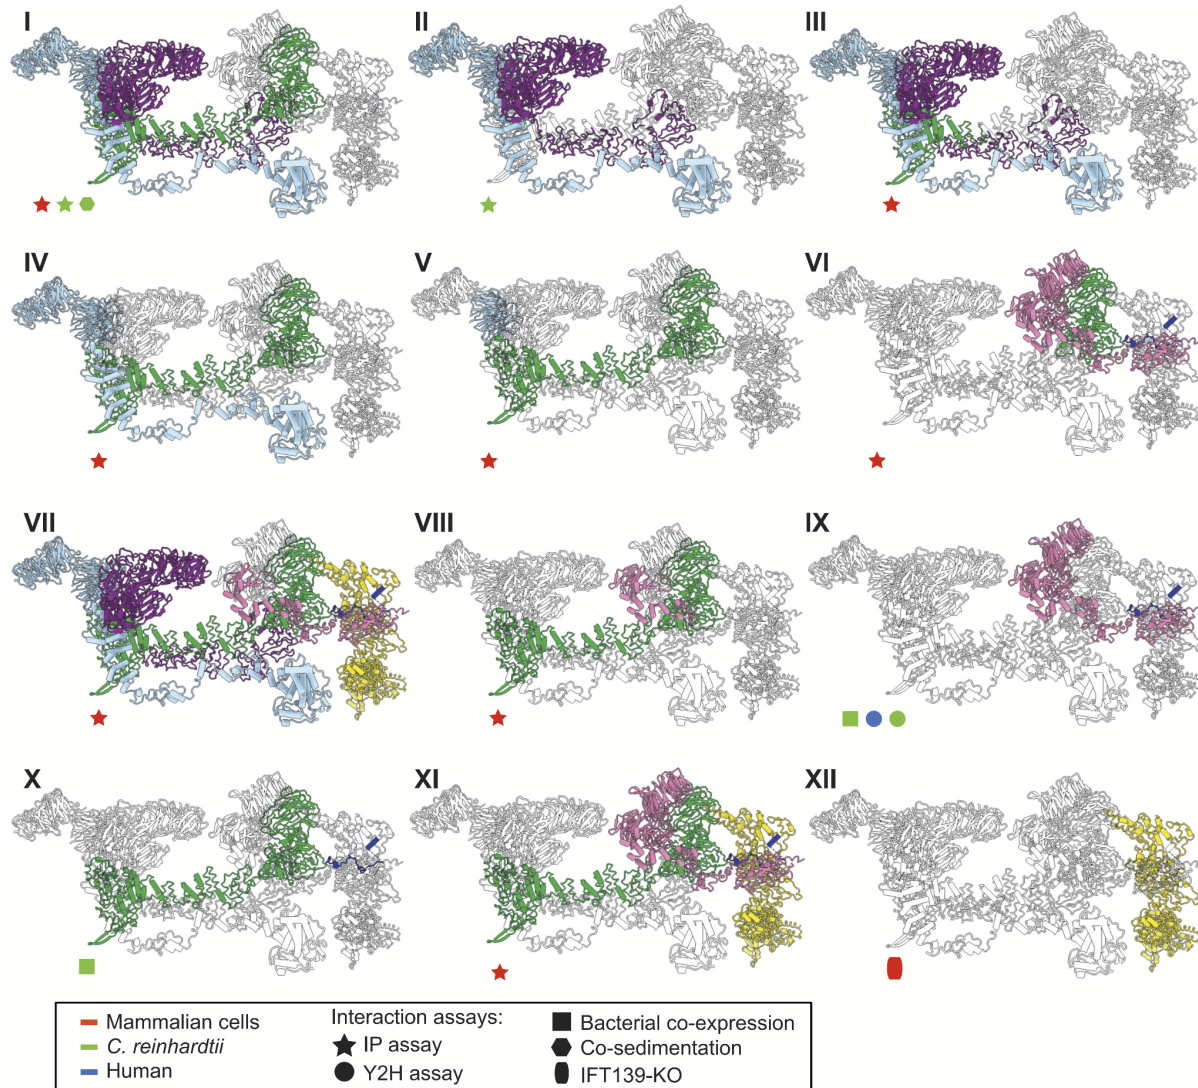 I II III
IV V VI
VII VIII IX
X XI XII
Mammalian cells
C. reinhardtii
Human
Interaction assays:
IP assay
Y2H assay
Bacterial co-expression
Co-sedimentation
IFT139-KO